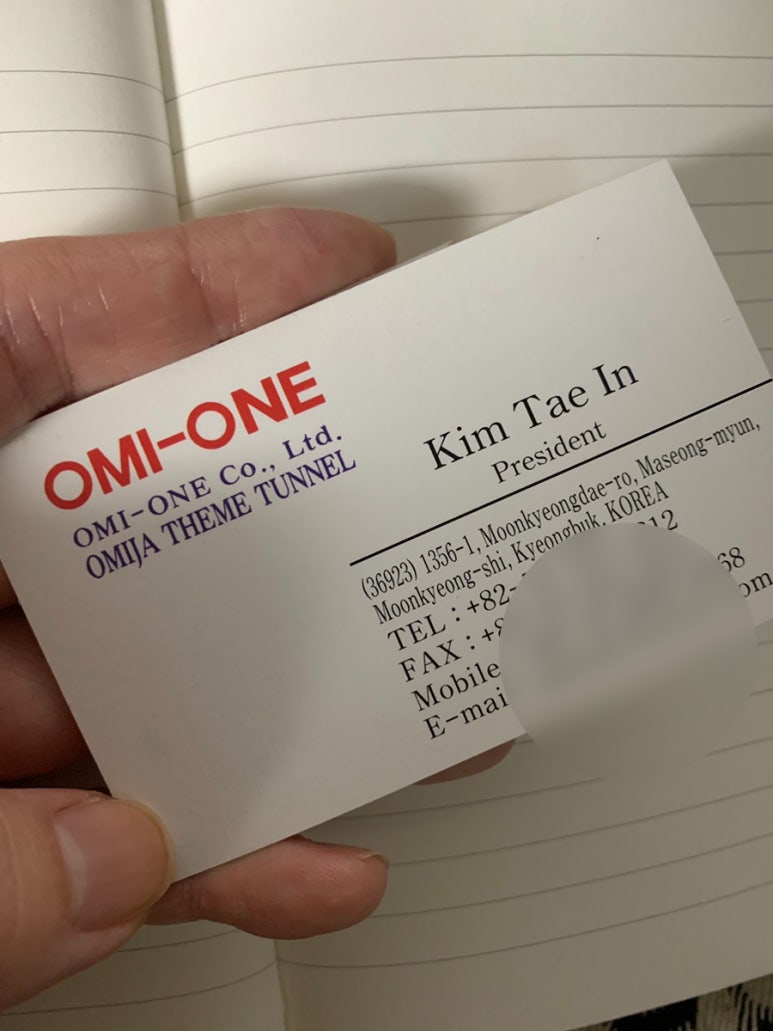 OMI-ONE
OMI-ONE Co., Ltd.
OMIJA THEME TUNNEL
Kim Tae In
President
(36923) 1356-1, Moonkyeongdae-ro, Maseong-myun,
Moonkyeong-shi, Kyeongbuk, KOREA
TEL : +82-
FAX : +8
Mobile
E-mai